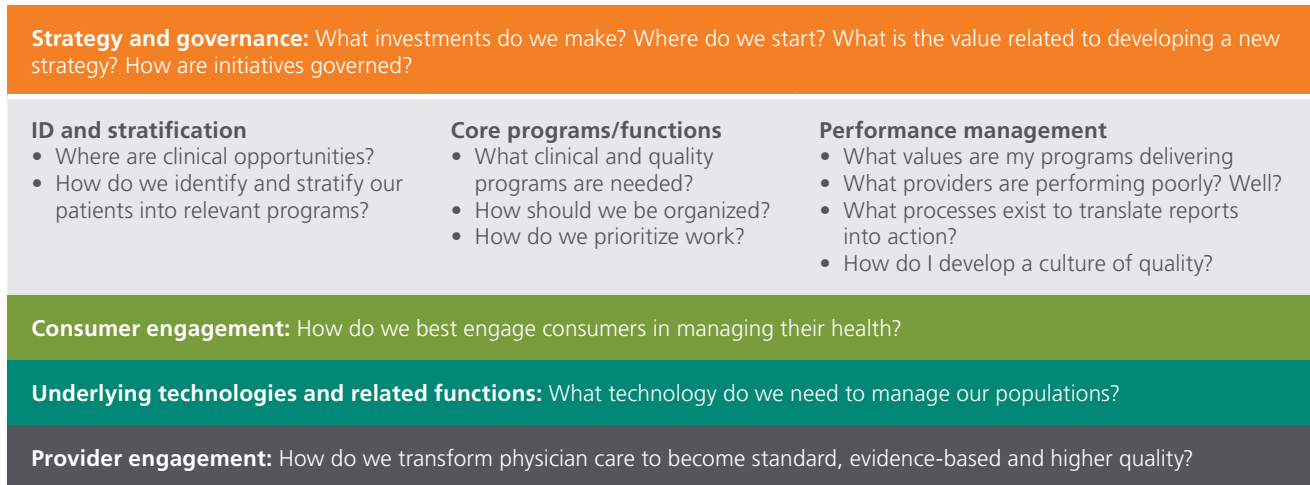 Strategy and governance: What investments do we make? Where do we start? What is the value related to developing a new
strategy? How are initiatives governed?
ID and stratification
• Where are clinical opportunities?
• How do we identify and stratify our
patients into relevant programs?
Core programs/functions
• What clinical and quality
programs are needed?
• How should we be organized?
• How do we prioritize work?
Performance management
• What values are my programs delivering
• What providers are performing poorly? Well?
• What processes exist to translate reports
into action?
• How do I develop a culture of quality?
Consumer engagement: How do we best engage consumers in managing their health?
Underlying technologies and related functions: What technology do we need to manage our populations?
Provider engagement: How do we transform physician care to become standard, evidence-based and higher quality?